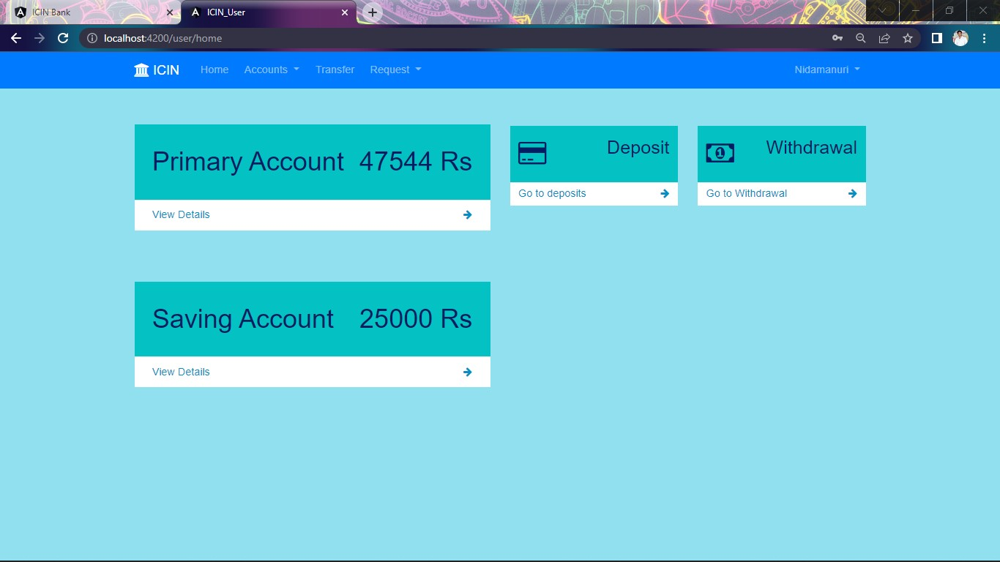 ICIN Bank
ICIN_User
localhost:4200/user/home
ICIN Home Accounts Transfer Request Nidamanuri
Primary Account 47544 Rs
View Details
Deposit
Go to deposits
Withdrawal
Go to Withdrawal
Saving Account 25000 Rs
View Details